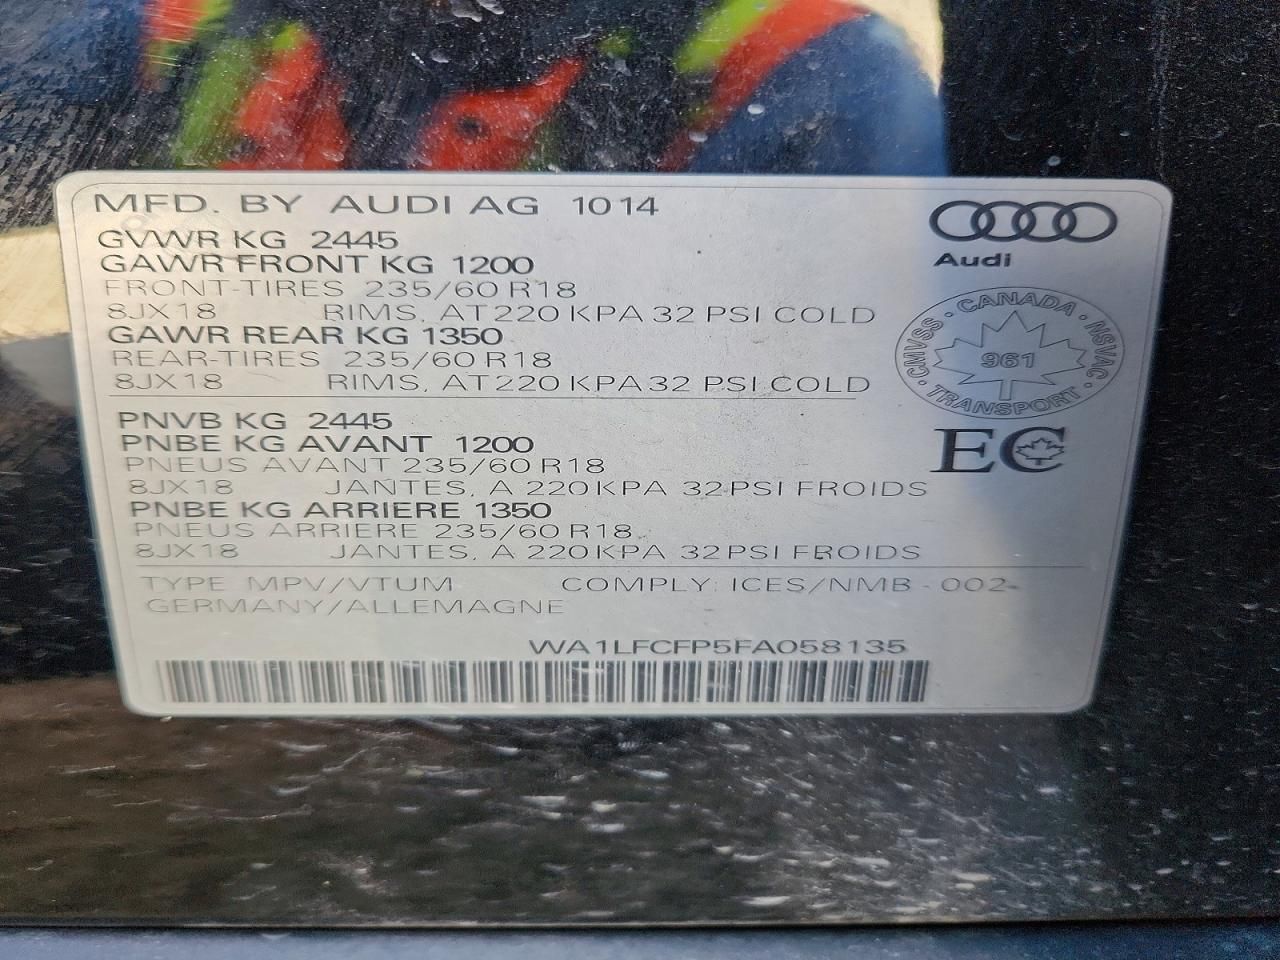 MFD. BY AUDI AG 1014
GVWR KG 2445
GAWR FRONT KG 1200
FRONT-TIRES 235/60 R18
8JX18 RIMS, AT 220 KPA 32 PSI COLD
GAWR REAR KG 1350
REAR-TIRES 235/60 R18
8JX18 RIMS, AT 220 KPA 32 PSI COLD
PNVB KG 2445
PNBE KG AVANT 1200
PNEUS AVANT 235/60 R18
8JX18 JANTES, A 220 KPA 32 PSI FROIDS
PNBE KG ARRIERE 1350
PNEUS ARRIERE 235/60 R18
8JX18 JANTES, A 220 KPA 32 PSI FROIDS
TYPE MPV/VTUM COMPLY: ICES/NMB - 002-
GERMANY/ALLEMAGNE
WA1LFCFP5FA058135
Audi
CMVSS · CANADA · NSVAC · TRANSPORT ·
961
EC